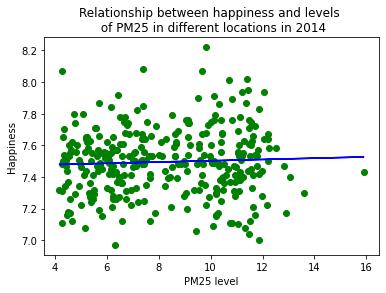 Relationship between happiness and levels
of PM25 in different locations in 2014
8.2
8.0
7.8
7.6
7.4
7.2
7.0
Happiness
4 6 8 10 12 14 16
PM25 level